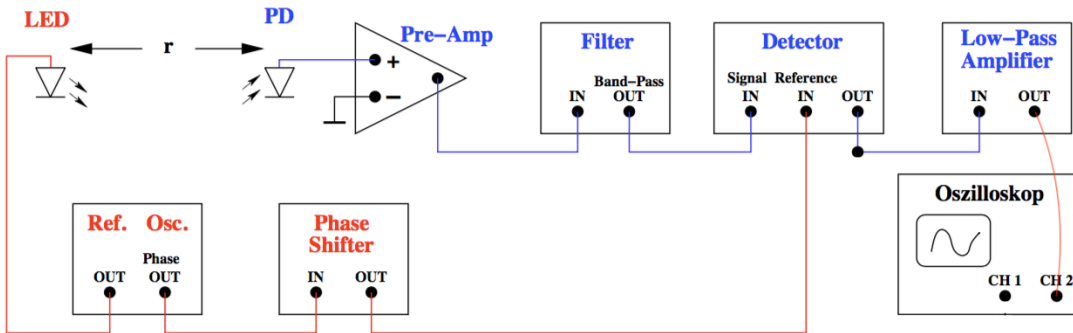 LED
r
PD
Pre-Amp
+
−
Filter
Band-Pass
IN OUT
Detector
Signal Reference
IN IN OUT
Low-Pass
Amplifier
IN OUT
Ref. Osc.
Phase
OUT OUT
Phase
Shifter
IN OUT
Oszilloskop
CH 1 CH 2